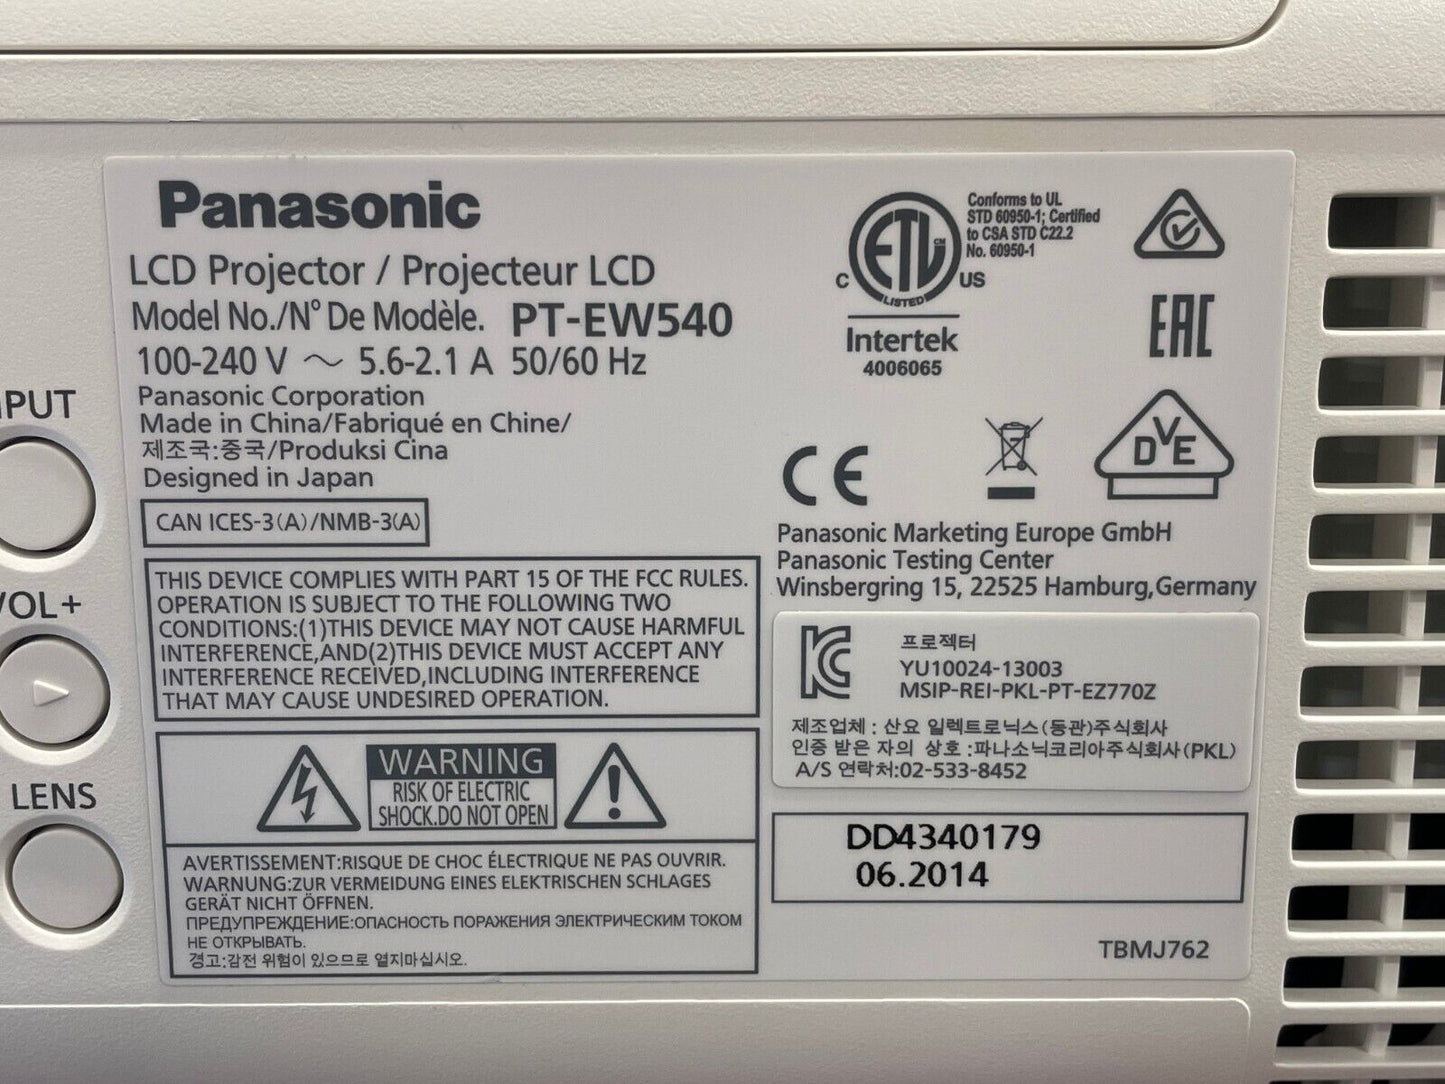 Panasonic
LCD Projector / Projecteur LCD
Model No./N° De Modèle. PT-EW540
100-240 V ～ 5.6-2.1 A 50/60 Hz
Panasonic Corporation
Made in China/Fabriqué en Chine/
제조국:중국/Produksi Cina
Designed in Japan
CAN ICES-3(A)/NMB-3(A)
THIS DEVICE COMPLIES WITH PART 15 OF THE FCC RULES.
OPERATION IS SUBJECT TO THE FOLLOWING TWO
CONDITIONS:(1)THIS DEVICE MAY NOT CAUSE HARMFUL
INTERFERENCE,AND(2)THIS DEVICE MUST ACCEPT ANY
INTERFERENCE RECEIVED,INCLUDING INTERFERENCE
THAT MAY CAUSE UNDESIRED OPERATION.
WARNING
RISK OF ELECTRIC
SHOCK.DO NOT OPEN
AVERTISSEMENT:RISQUE DE CHOC ÉLECTRIQUE NE PAS OUVRIR.
WARNUNG:ZUR VERMEIDUNG EINES ELEKTRISCHEN SCHLAGES
GERÄT NICHT ÖFFNEN.
ПРЕДУПРЕЖДЕНИЕ:ОПАСНОСТЬ ПОРАЖЕНИЯ ЭЛЕКТРИЧЕСКИМ ТОКОМ
НЕ ОТКРЫВАТЬ.
경고:감전 위험이 있으므로 열지마십시오.
ETL CM
LISTED
C US
Intertek
4006065
Conforms to UL
STD 60950-1; Certified
to CSA STD C22.2
No. 60950-1
EAC
CE
DVE
Panasonic Marketing Europe GmbH
Panasonic Testing Center
Winsbergring 15, 22525 Hamburg,Germany
KC
프로젝터
YU10024-13003
MSIP-REI-PKL-PT-EZ770Z
제조업체 : 산요 일렉트로닉스(동관)주식회사
인증 받은 자의 상호 :파나소닉코리아주식회사(PKL)
A/S 연락처:02-533-8452
DD4340179
06.2014
TBMJ762
PUT
VOL+
LENS